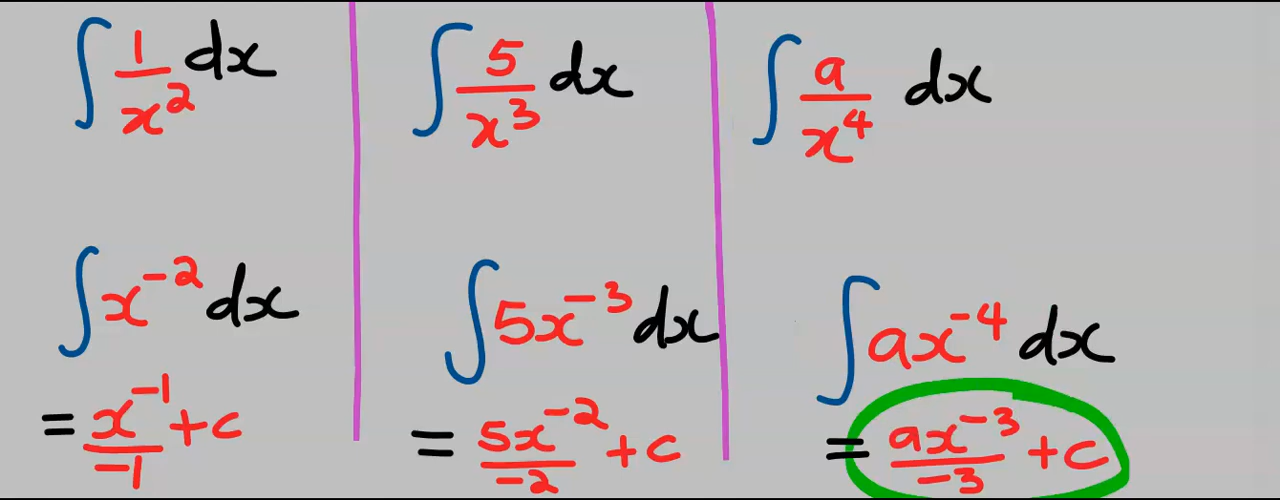 ∫ 1/x² dx
∫ x⁻² dx
= x⁻¹/-1 + c
∫ 5/x³ dx
∫ 5x⁻³ dx
= 5x⁻²/-2 + c
∫ a/x⁴ dx
∫ ax⁻⁴ dx
= ax⁻³/-3 + c